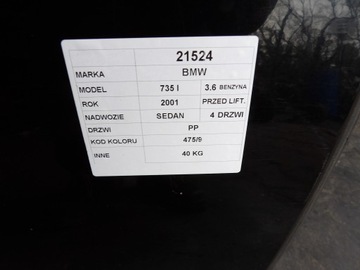 21524
MARKA BMW
MODEL 735 I 3.6 BENZYNA
ROK 2001 PRZED LIFT.
NADWOZIE SEDAN 4 DRZWI
DRZWI PP
KOD KOLORU 475/9
INNE 40 KG